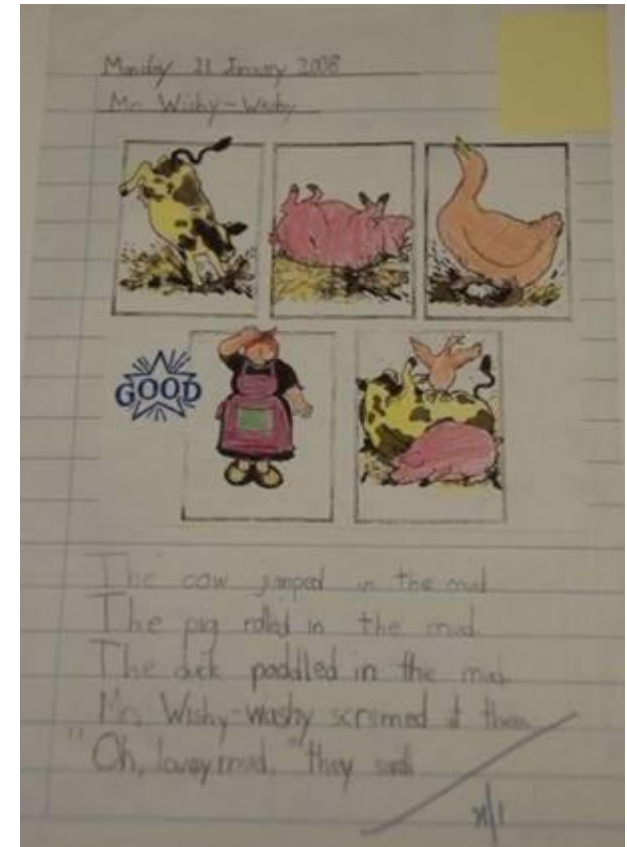 Monday 21 January 2008
Mrs Wishy-Washy
GOOD
The cow jumped in the mud
The pig rolled in the mud.
The duck paddled in the mud.
Mrs Wishy-washy scremed at them
"Oh, lovey mud," they said